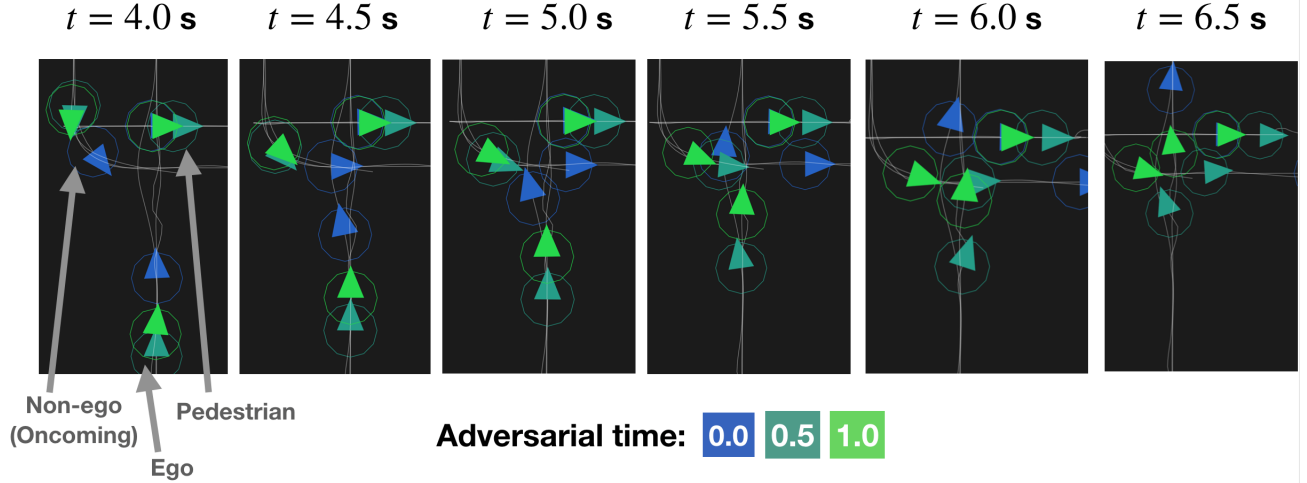 t = 4.0 s
t = 4.5 s
t = 5.0 s
t = 5.5 s
t = 6.0 s
t = 6.5 s
Non-ego
(Oncoming)
Pedestrian
Ego
Adversarial time: 0.0 0.5 1.0